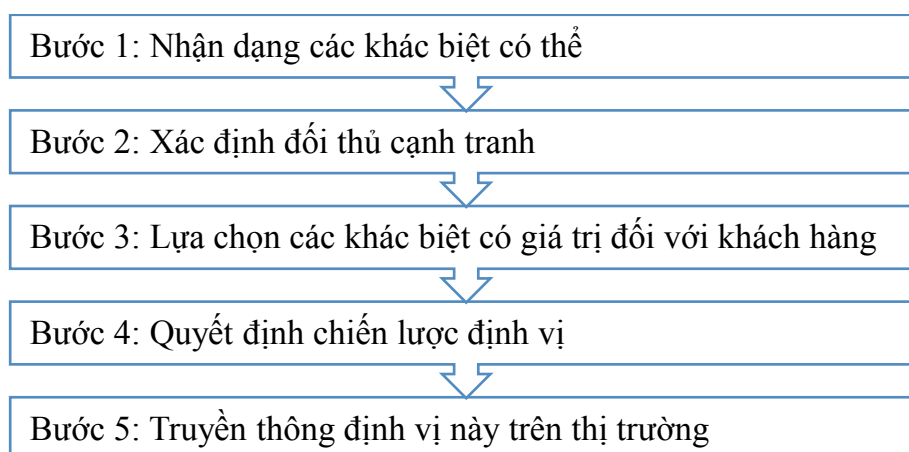 Bước 1: Nhận dạng các khác biệt có thể
Bước 2: Xác định đối thủ cạnh tranh
Bước 3: Lựa chọn các khác biệt có giá trị đối với khách hàng
Bước 4: Quyết định chiến lược định vị
Bước 5: Truyền thông định vị này trên thị trường